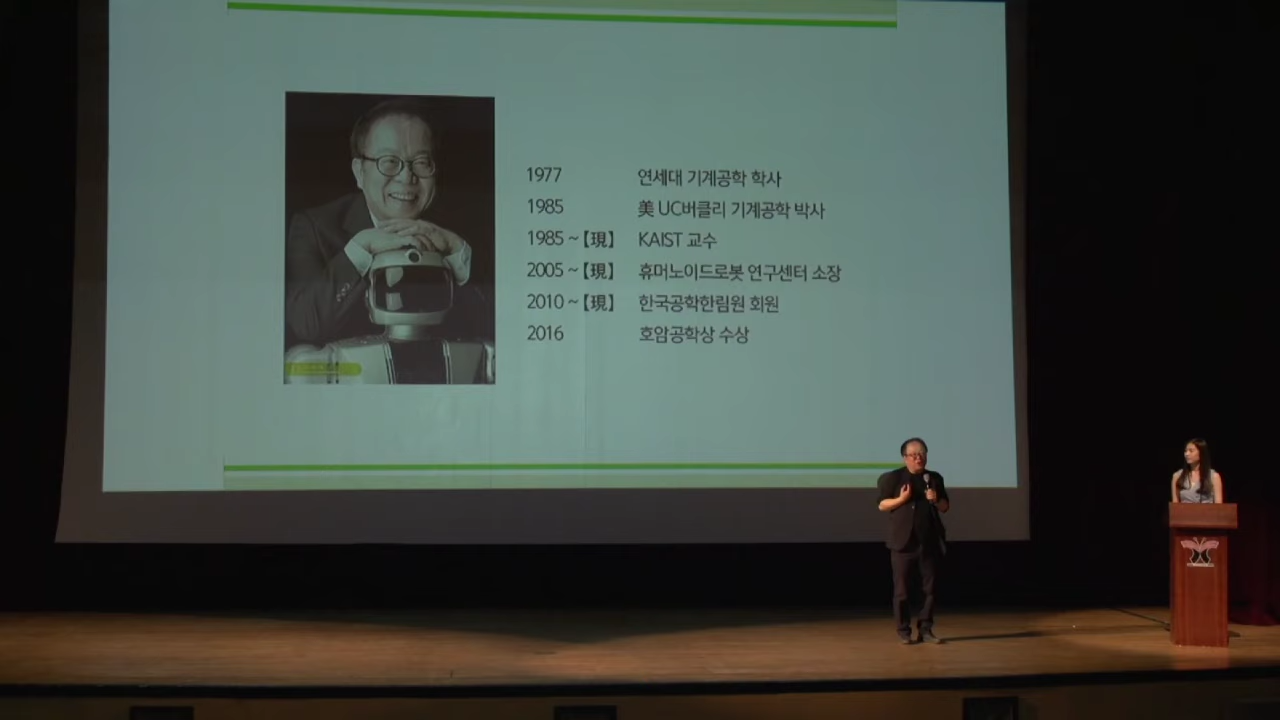 1977 연세대 기계공학 학사
1985 美 UC버클리 기계공학 박사
1985 ~【現】 KAIST 교수
2005 ~【現】 휴머노이드로봇 연구센터 소장
2010 ~【現】 한국공학한림원 회원
2016 호암공학상 수상